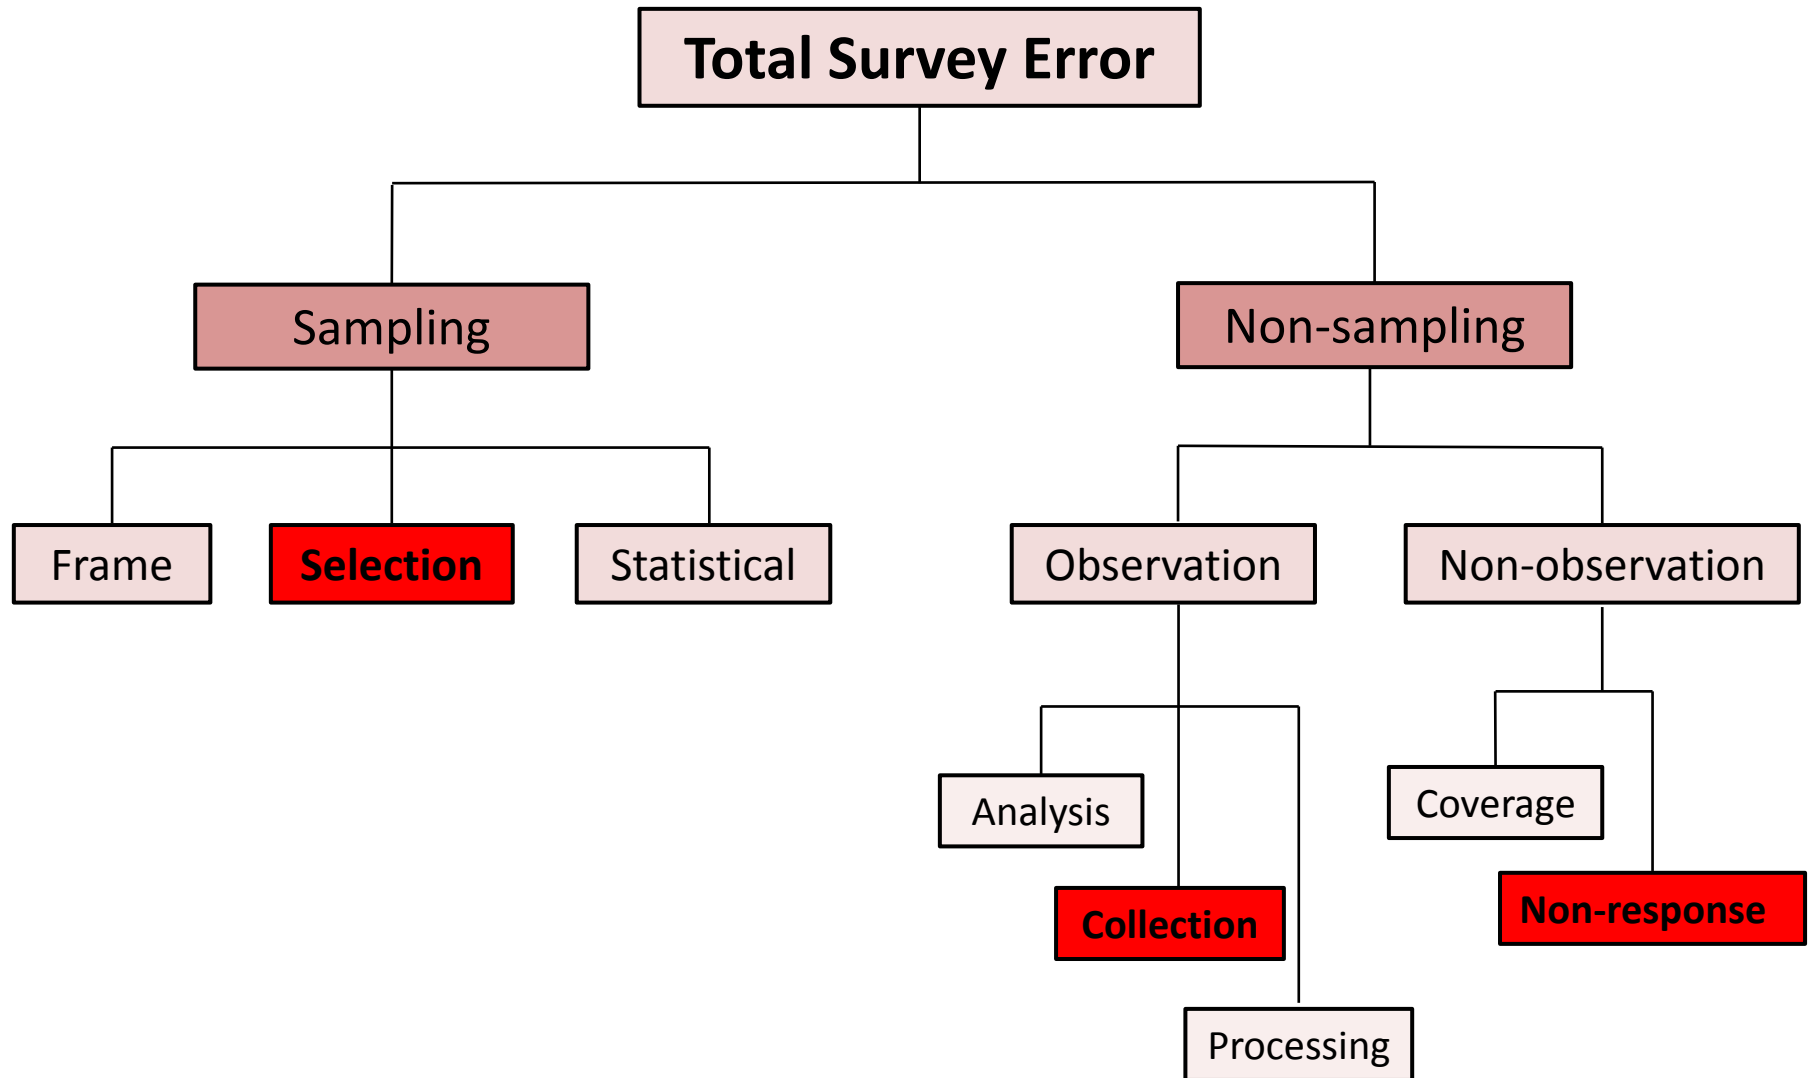 Total Survey Error
Sampling
Non-sampling
Frame
Selection
Statistical
Observation
Non-observation
Analysis
Coverage
Collection
Non-response
Processing